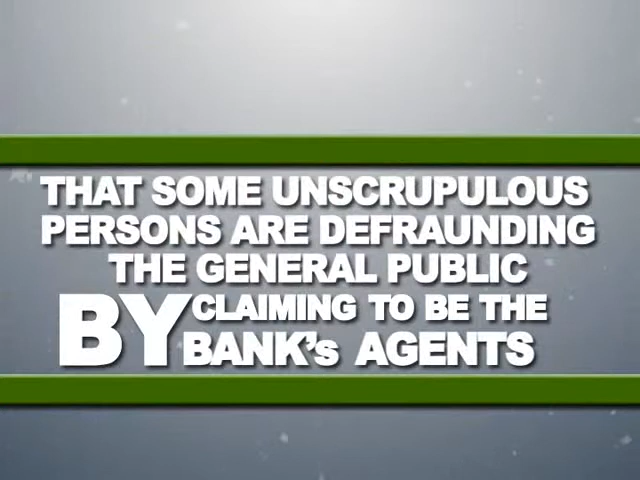 THAT SOME UNSCRUPULOUS
PERSONS ARE DEFRAUNDING
THE GENERAL PUBLIC
BY CLAIMING TO BE THE
BANK's AGENTS